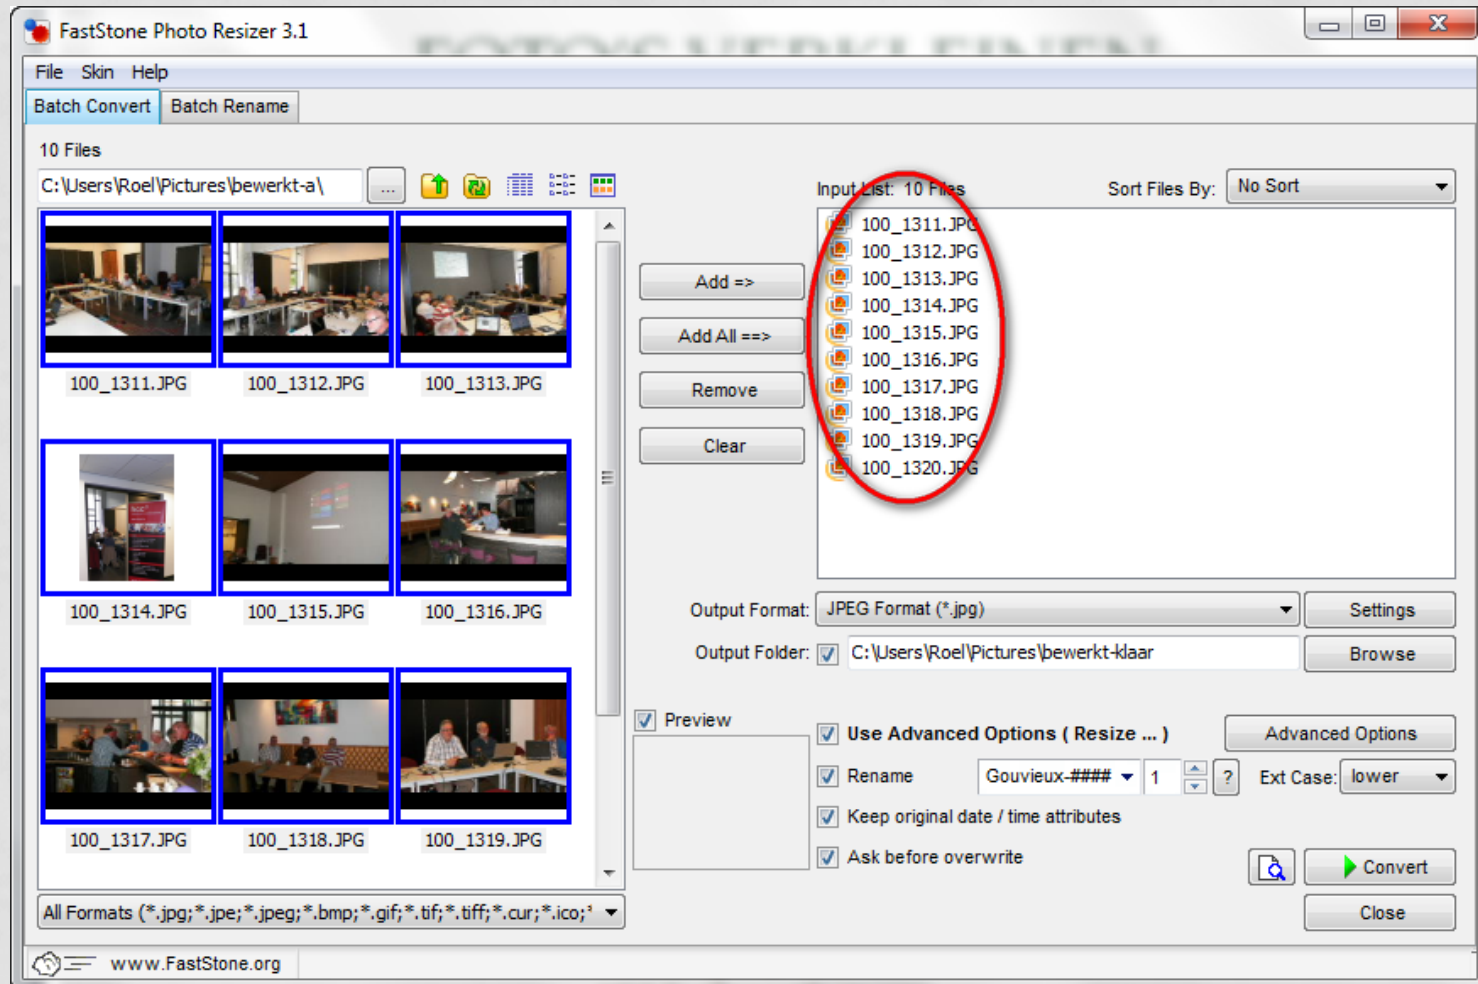 FOTO'S VERKLEINEN:
FastStone Photo Resizer 3.1
File Skin Help
Batch Convert Batch Rename
10 Files
C:\Users\Roel\Pictures\bewerkt-a\ ...
Input List: 10 Files Sort Files By: No Sort
100_1311.JPG 100_1312.JPG 100_1313.JPG
100_1314.JPG 100_1315.JPG 100_1316.JPG
100_1317.JPG 100_1318.JPG 100_1319.JPG
All Formats (*.jpg;*.jpe;*.jpeg;*.bmp;*.gif;*.tif;*.tiff;*.cur;*.ico;*
Add =>
Add All ==>
Remove
Clear
100_1311.JPG
100_1312.JPG
100_1313.JPG
100_1314.JPG
100_1315.JPG
100_1316.JPG
100_1317.JPG
100_1318.JPG
100_1319.JPG
100_1320.JPG
Output Format: JPEG Format (*.jpg) Settings
Output Folder: C:\Users\Roel\Pictures\bewerkt-klaar Browse
Preview
Use Advanced Options ( Resize ... ) Advanced Options
Rename Gouvieux-#### 1 ? Ext Case: lower
Keep original date / time attributes
Ask before overwrite
Convert
Close
www.FastStone.org